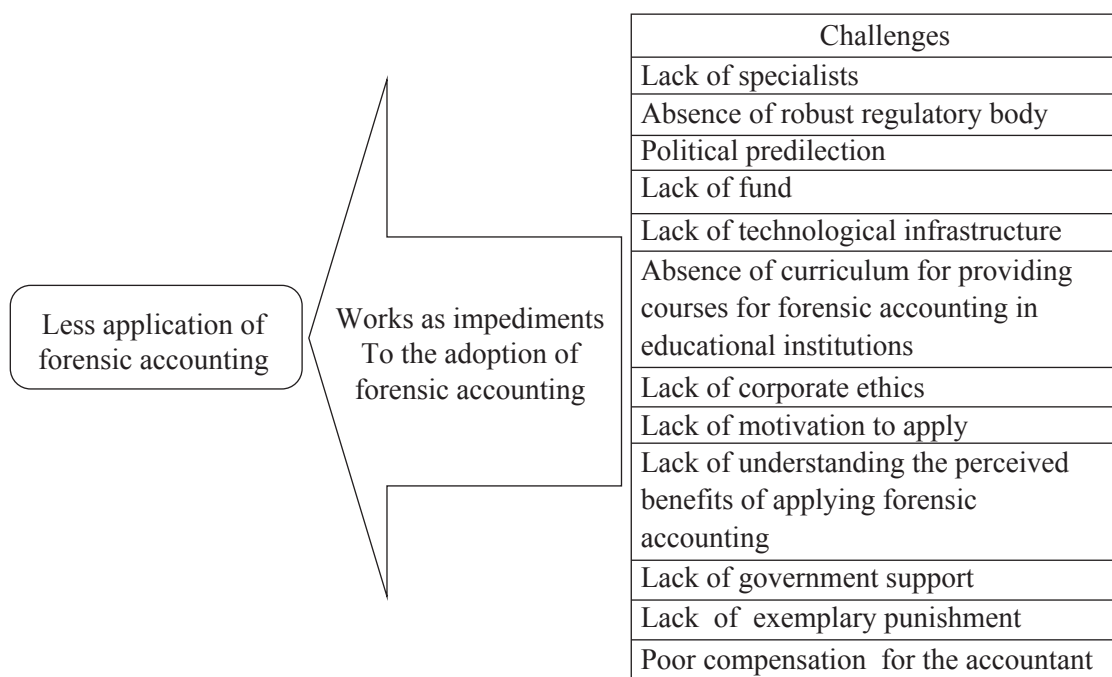 Less application of
forensic accounting
Works as impediments
To the adoption of
forensic accounting
Challenges
Lack of specialists
Absence of robust regulatory body
Political predilection
Lack of fund
Lack of technological infrastructure
Absence of curriculum for providing
courses for forensic accounting in
educational institutions
Lack of corporate ethics
Lack of motivation to apply
Lack of understanding the perceived
benefits of applying forensic
accounting
Lack of government support
Lack of exemplary punishment
Poor compensation for the accountant